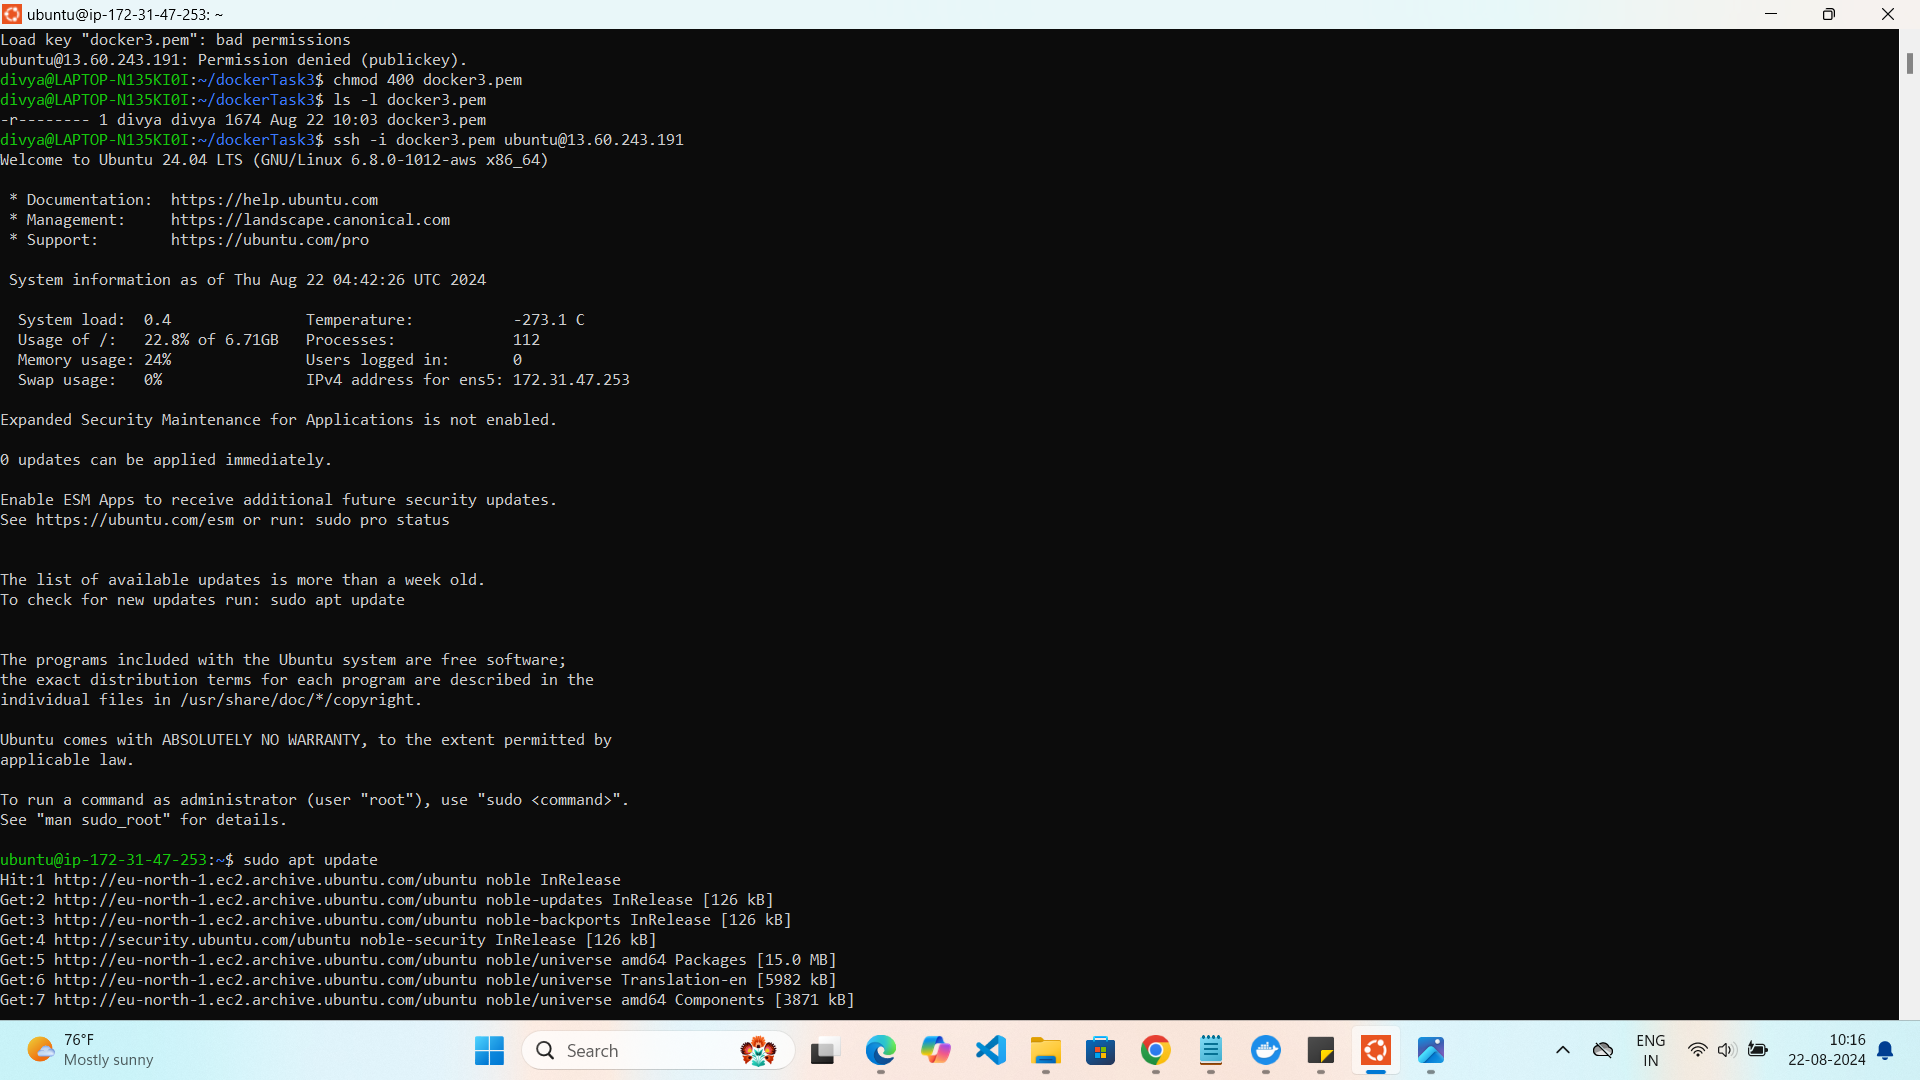 ubuntu@ip-172-31-47-253: ~
Load key "docker3.pem": bad permissions
ubuntu@13.60.243.191: Permission denied (publickey).
divya@LAPTOP-N135KI0I:~/dockerTask3$ chmod 400 docker3.pem
divya@LAPTOP-N135KI0I:~/dockerTask3$ ls -l docker3.pem
-r-------- 1 divya divya 1674 Aug 22 10:03 docker3.pem
divya@LAPTOP-N135KI0I:~/dockerTask3$ ssh -i docker3.pem ubuntu@13.60.243.191
Welcome to Ubuntu 24.04 LTS (GNU/Linux 6.8.0-1012-aws x86_64)
* Documentation:  https://help.ubuntu.com
* Management:     https://landscape.canonical.com
* Support:        https://ubuntu.com/pro
System information as of Thu Aug 22 04:42:26 UTC 2024
System load:  0.4               Temperature:           -273.1 C
Usage of /:   22.8% of 6.71GB   Processes:             112
Memory usage: 24%               Users logged in:       0
Swap usage:   0%                IPv4 address for ens5: 172.31.47.253
Expanded Security Maintenance for Applications is not enabled.
0 updates can be applied immediately.
Enable ESM Apps to receive additional future security updates.
See https://ubuntu.com/esm or run: sudo pro status
The list of available updates is more than a week old.
To check for new updates run: sudo apt update
The programs included with the Ubuntu system are free software;
the exact distribution terms for each program are described in the
individual files in /usr/share/doc/*/copyright.
Ubuntu comes with ABSOLUTELY NO WARRANTY, to the extent permitted by
applicable law.
To run a command as administrator (user "root"), use "sudo <command>".
See "man sudo_root" for details.
ubuntu@ip-172-31-47-253:~$ sudo apt update
Hit:1 http://eu-north-1.ec2.archive.ubuntu.com/ubuntu noble InRelease
Get:2 http://eu-north-1.ec2.archive.ubuntu.com/ubuntu noble-updates InRelease [126 kB]
Get:3 http://eu-north-1.ec2.archive.ubuntu.com/ubuntu noble-backports InRelease [126 kB]
Get:4 http://security.ubuntu.com/ubuntu noble-security InRelease [126 kB]
Get:5 http://eu-north-1.ec2.archive.ubuntu.com/ubuntu noble/universe amd64 Packages [15.0 MB]
Get:6 http://eu-north-1.ec2.archive.ubuntu.com/ubuntu noble/universe Translation-en [5982 kB]
Get:7 http://eu-north-1.ec2.archive.ubuntu.com/ubuntu noble/universe amd64 Components [3871 kB]
76°F
Mostly sunny
Search
ENG
IN
10:16
22-08-2024